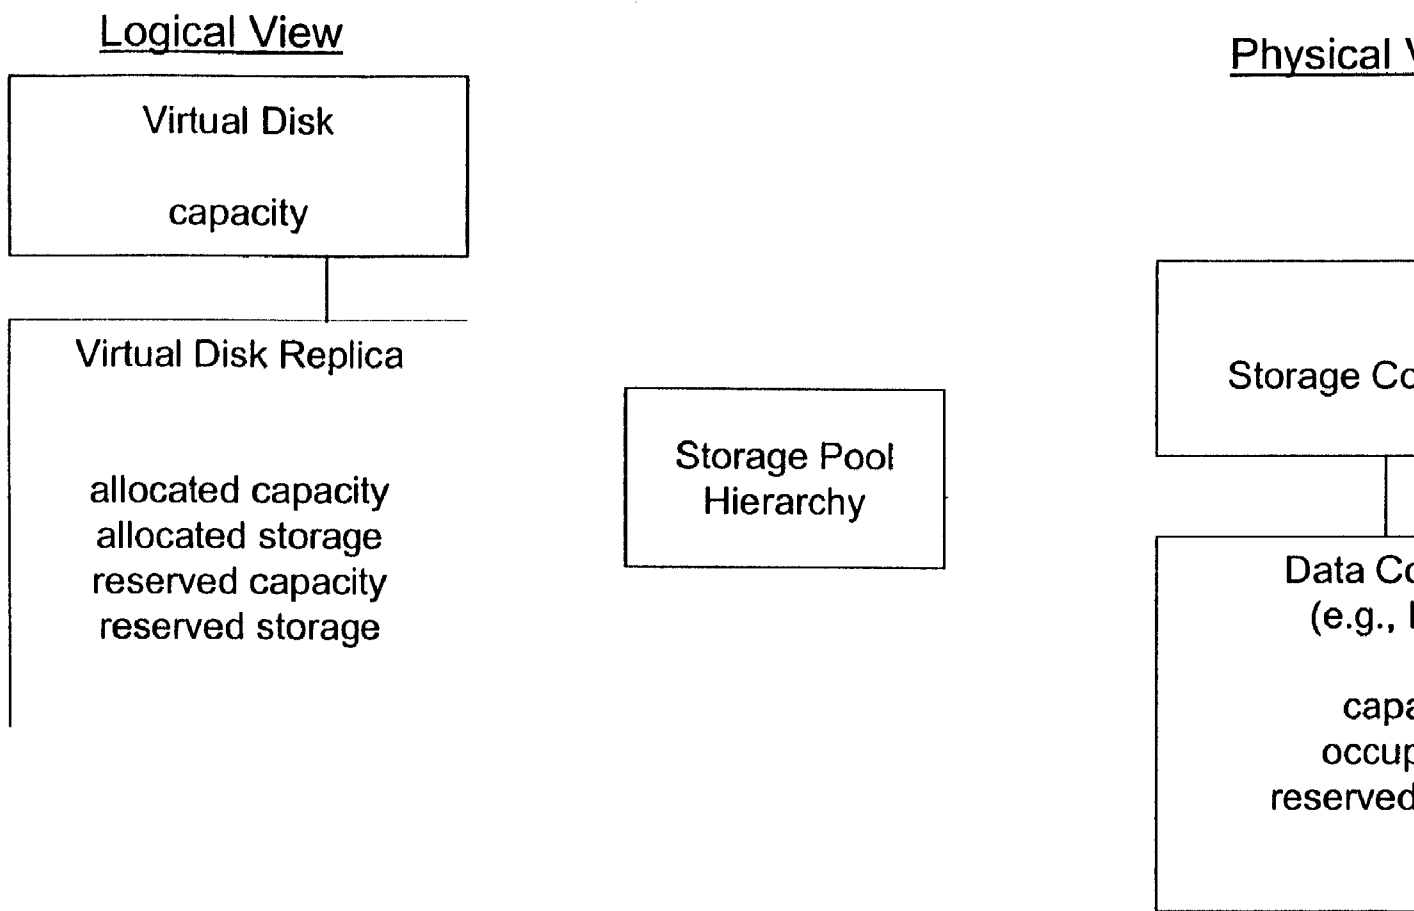 Logical View
Virtual Disk
capacity
Virtual Disk Replica
allocated capacity
allocated storage
reserved capacity
reserved storage
Storage Pool
Hierarchy
Physical
Storage
Data
(e.g.,
reserved